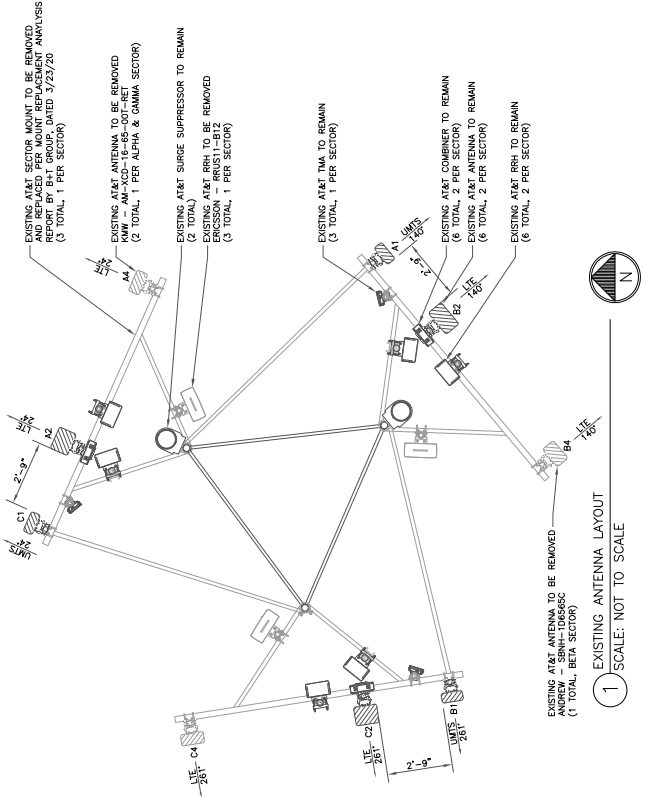 EXISTING AT&T SECTOR MOUNT TO BE REMOVED
AND REPLACED PER MOUNT REPLACEMENT ANAYLYSIS
REPORT BY B+T GROUP, DATED 3/23/20
(3 TOTAL, 1 PER SECTOR)
EXISTING AT&T ANTENNA TO BE REMOVED
KMW - AM-XCD-16-65-00T-RET
(2 TOTAL, 1 PER ALPHA & GAMMA SECTOR)
EXISTING AT&T SURGE SUPPRESSOR TO REMAIN
(2 TOTAL)
EXISTING AT&T RRH TO BE REMOVED
ERICSSON - RRUS11-B12
(3 TOTAL, 1 PER SECTOR)
EXISTING AT&T TMA TO REMAIN
(3 TOTAL, 1 PER SECTOR)
EXISTING AT&T COMBINER TO REMAIN
(6 TOTAL, 2 PER SECTOR)
EXISTING AT&T ANTENNA TO REMAIN
(6 TOTAL, 2 PER SECTOR)
EXISTING AT&T RRH TO REMAIN
(6 TOTAL, 2 PER SECTOR)
LTE
24°
A4
LTE
24°
A2
2'-9"
C1
UMTS
24°
UMTS
140°
A1
2'-9"
LTE
140°
B2
LTE
140°
B4
LTE
261°
C4
LTE
261°
C2
2'-9"
UMTS
261°
B1
EXISTING AT&T ANTENNA TO BE REMOVED
ANDREW - SBNH-1D6565C
(1 TOTAL, BETA SECTOR)
N
1 EXISTING ANTENNA LAYOUT
SCALE: NOT TO SCALE